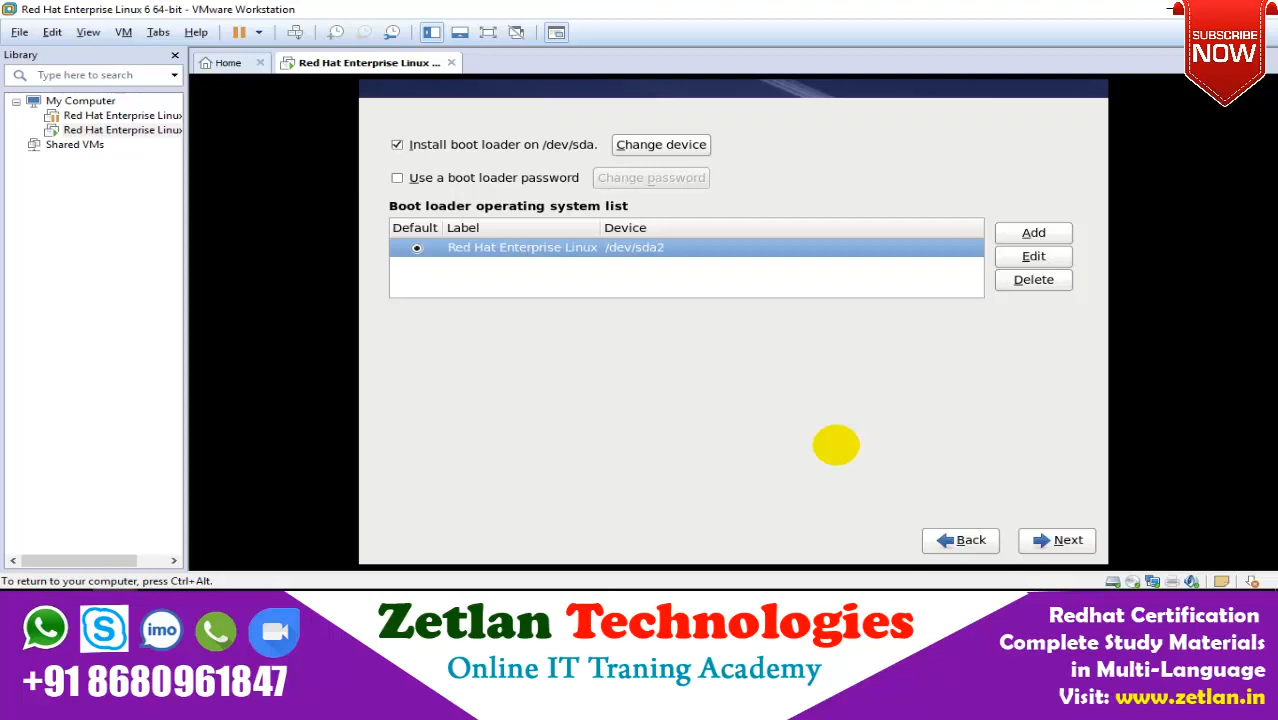 Red Hat Enterprise Linux 6 64-bit - VMware Workstation
File Edit View VM Tabs Help
SUBSCRIBE
NOW
Library
Type here to search
My Computer
Red Hat Enterprise Linu
Red Hat Enterprise Linu
Shared VMs
Home
Red Hat Enterprise Linux ...
Install boot loader on /dev/sda. Change device
Use a boot loader password Change password
Boot loader operating system list
Default Label Device
Red Hat Enterprise Linux /dev/sda2
Add
Edit
Delete
Back Next
To return to your computer, press Ctrl+Alt.
imo
+91 8680961847
Zetlan Technologies
Online IT Traning Academy
Redhat Certification
Complete Study Materials
in Multi-Language
Visit: www.zetlan.in